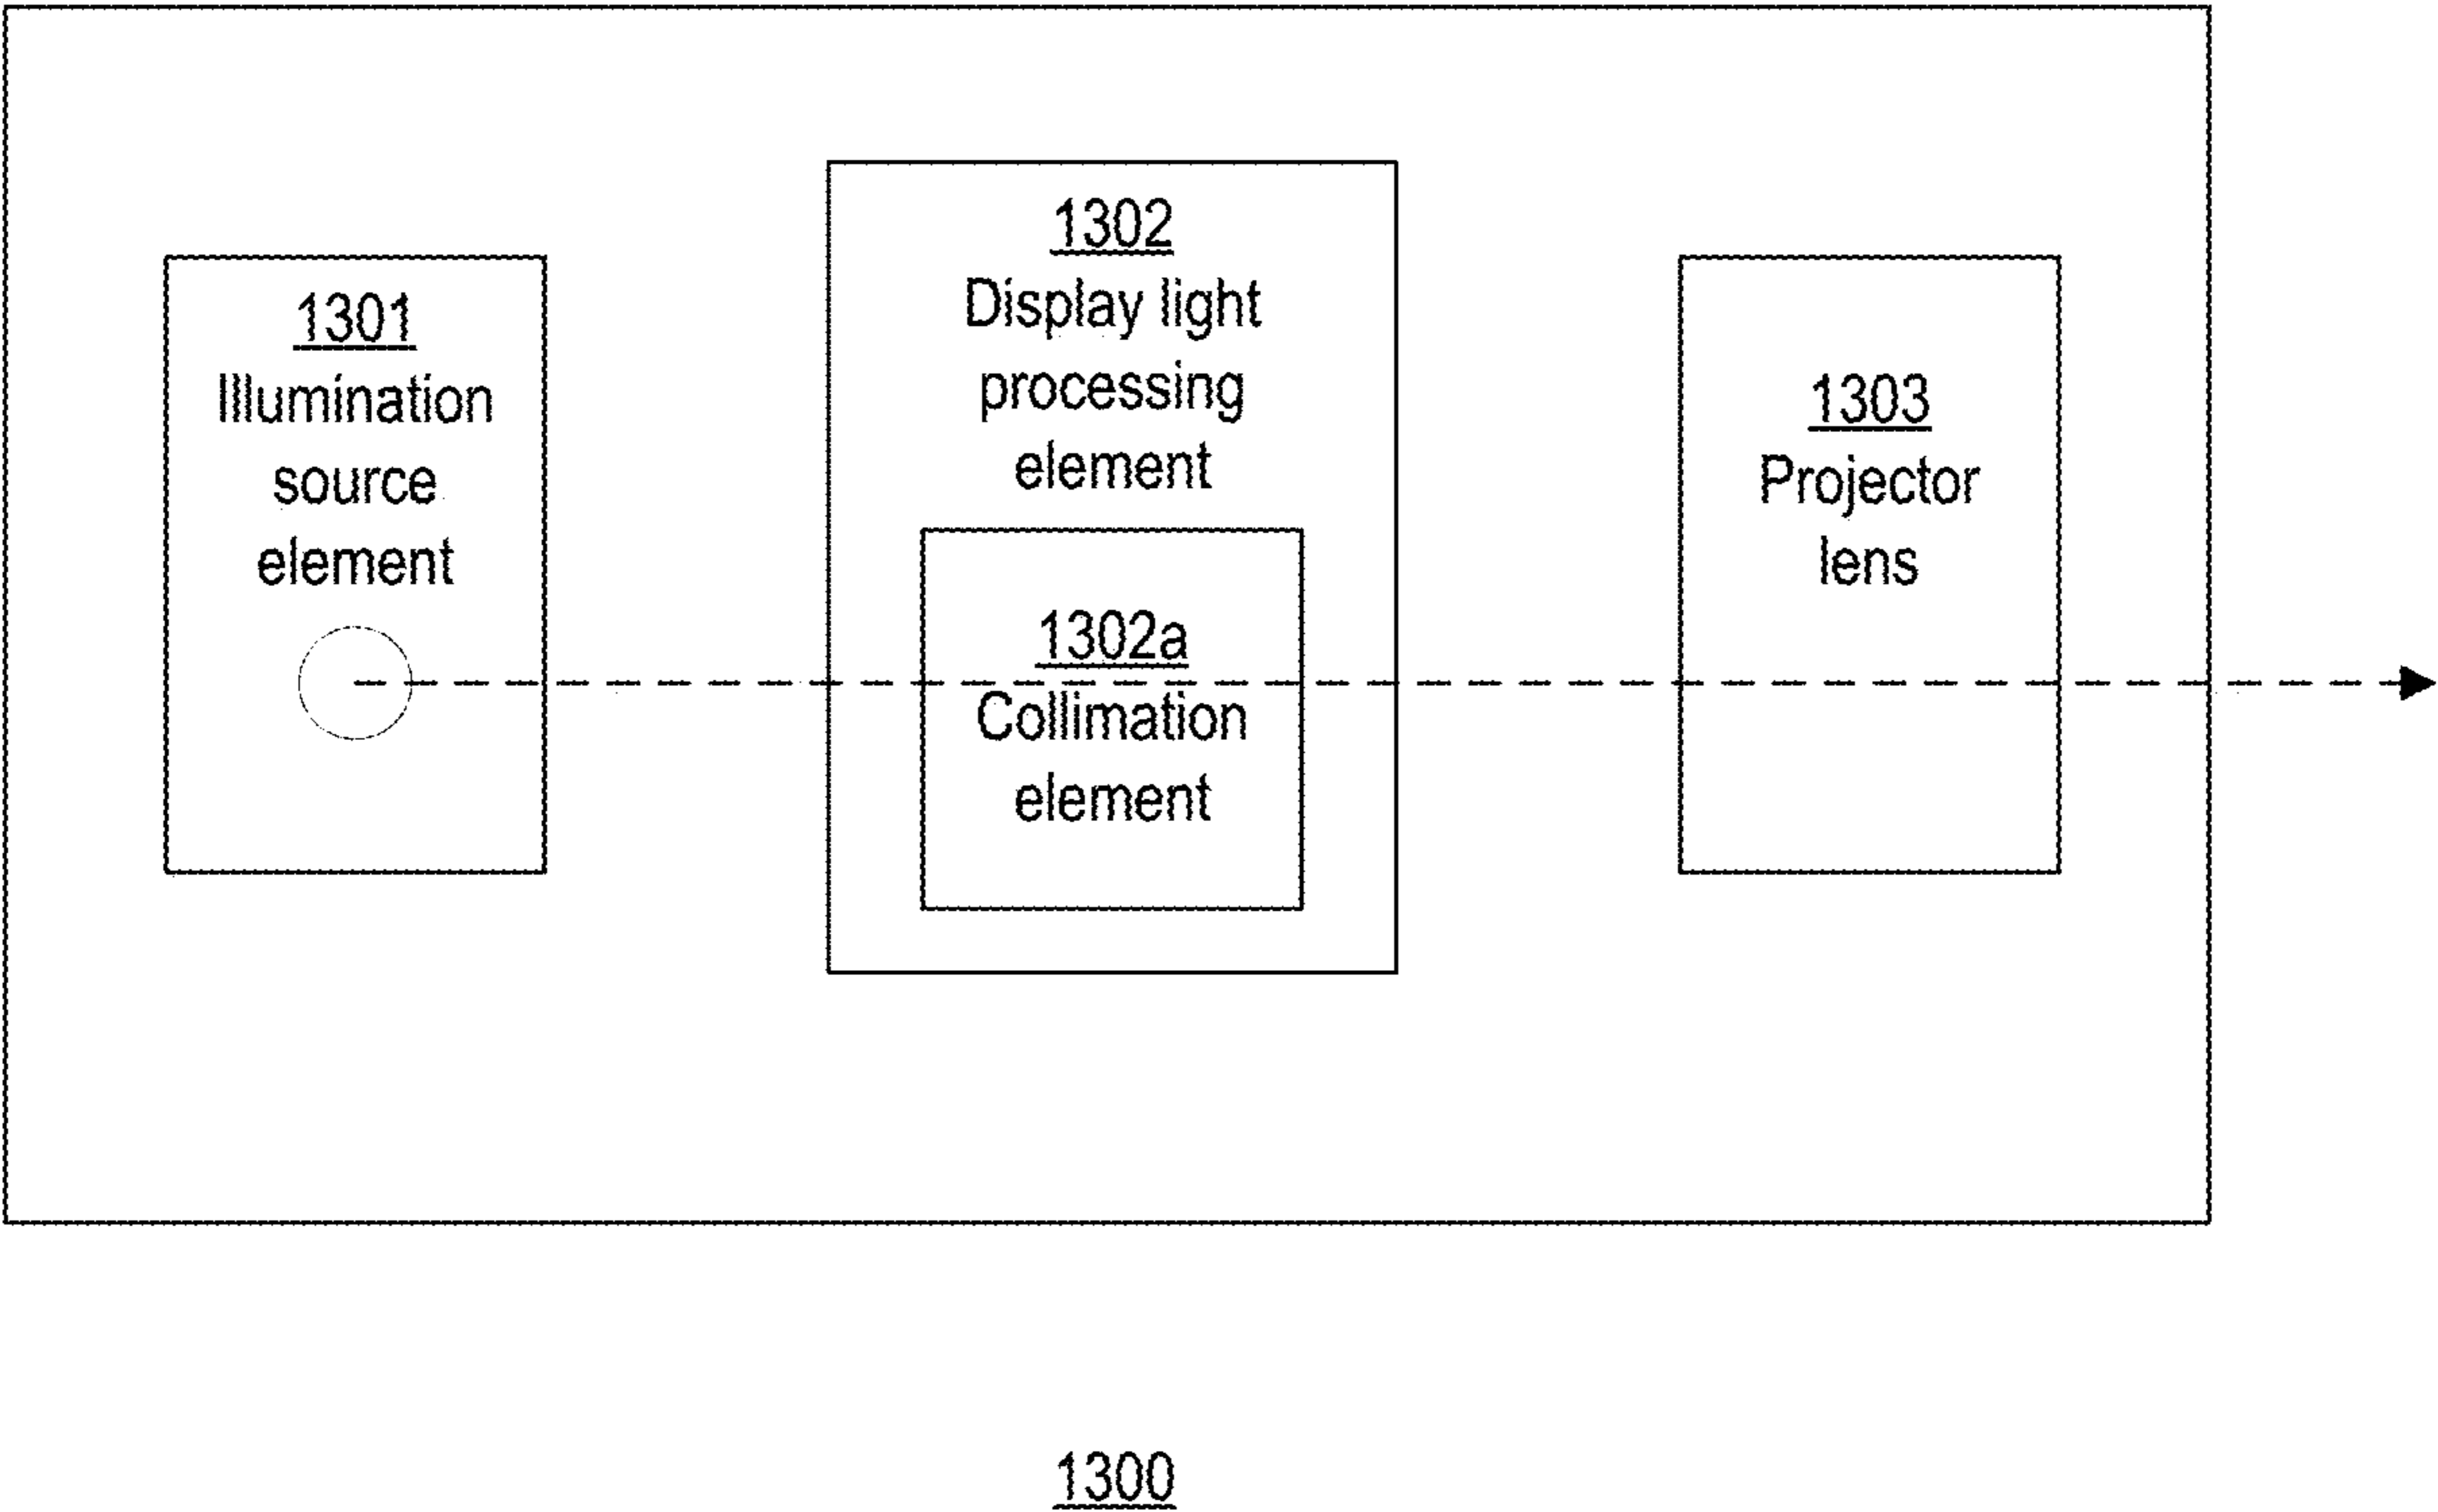 1301
Illumination
source
element
1302
Display light
processing
element
1302a
Collimation
element
1303
Projector
lens
1300